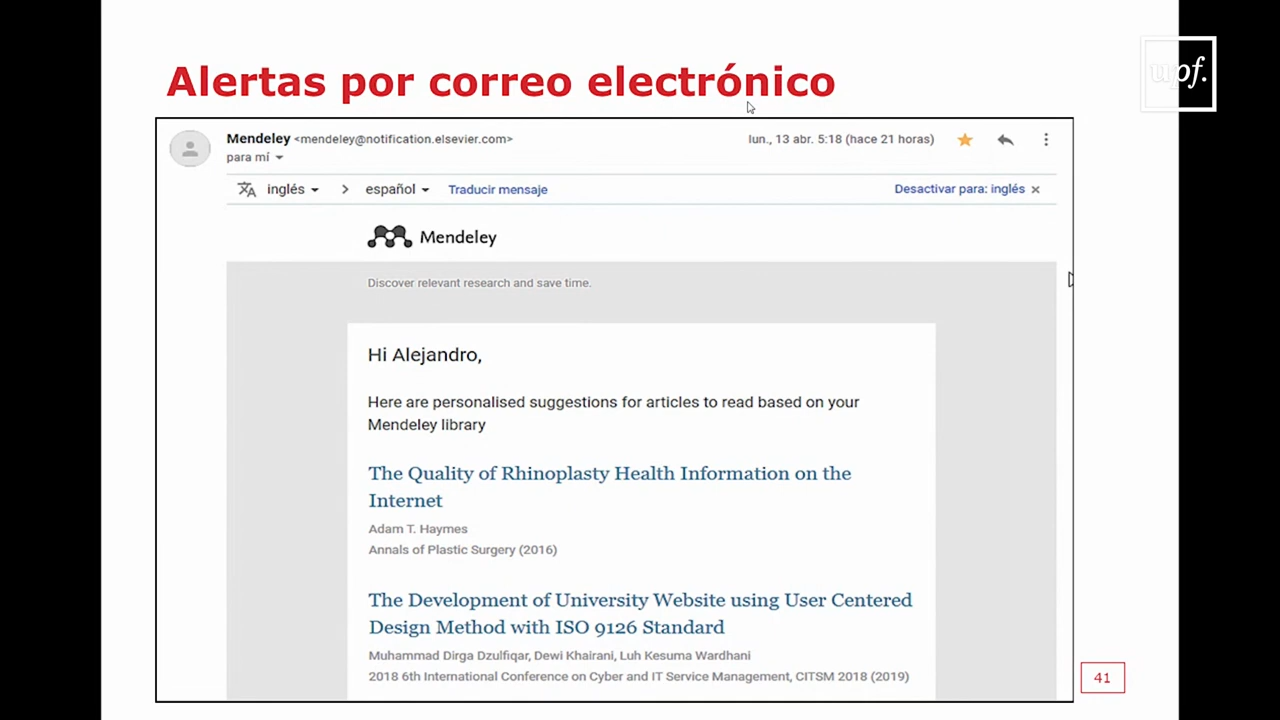 Alertas por correo electrónico
upf.
Mendeley <mendeley@notification.elsevier.com>
lun., 13 abr. 5:18 (hace 21 horas)
para mí
inglés
español
Traducir mensaje
Desactivar para: inglés
Mendeley
Discover relevant research and save time.
Hi Alejandro,
Here are personalised suggestions for articles to read based on your
Mendeley library
The Quality of Rhinoplasty Health Information on the
Internet
Adam T. Haymes
Annals of Plastic Surgery (2016)
The Development of University Website using User Centered
Design Method with ISO 9126 Standard
Muhammad Dirga Dzulfiqar, Dewi Khairani, Luh Kesuma Wardhani
2018 6th International Conference on Cyber and IT Service Management, CITSM 2018 (2019)
41